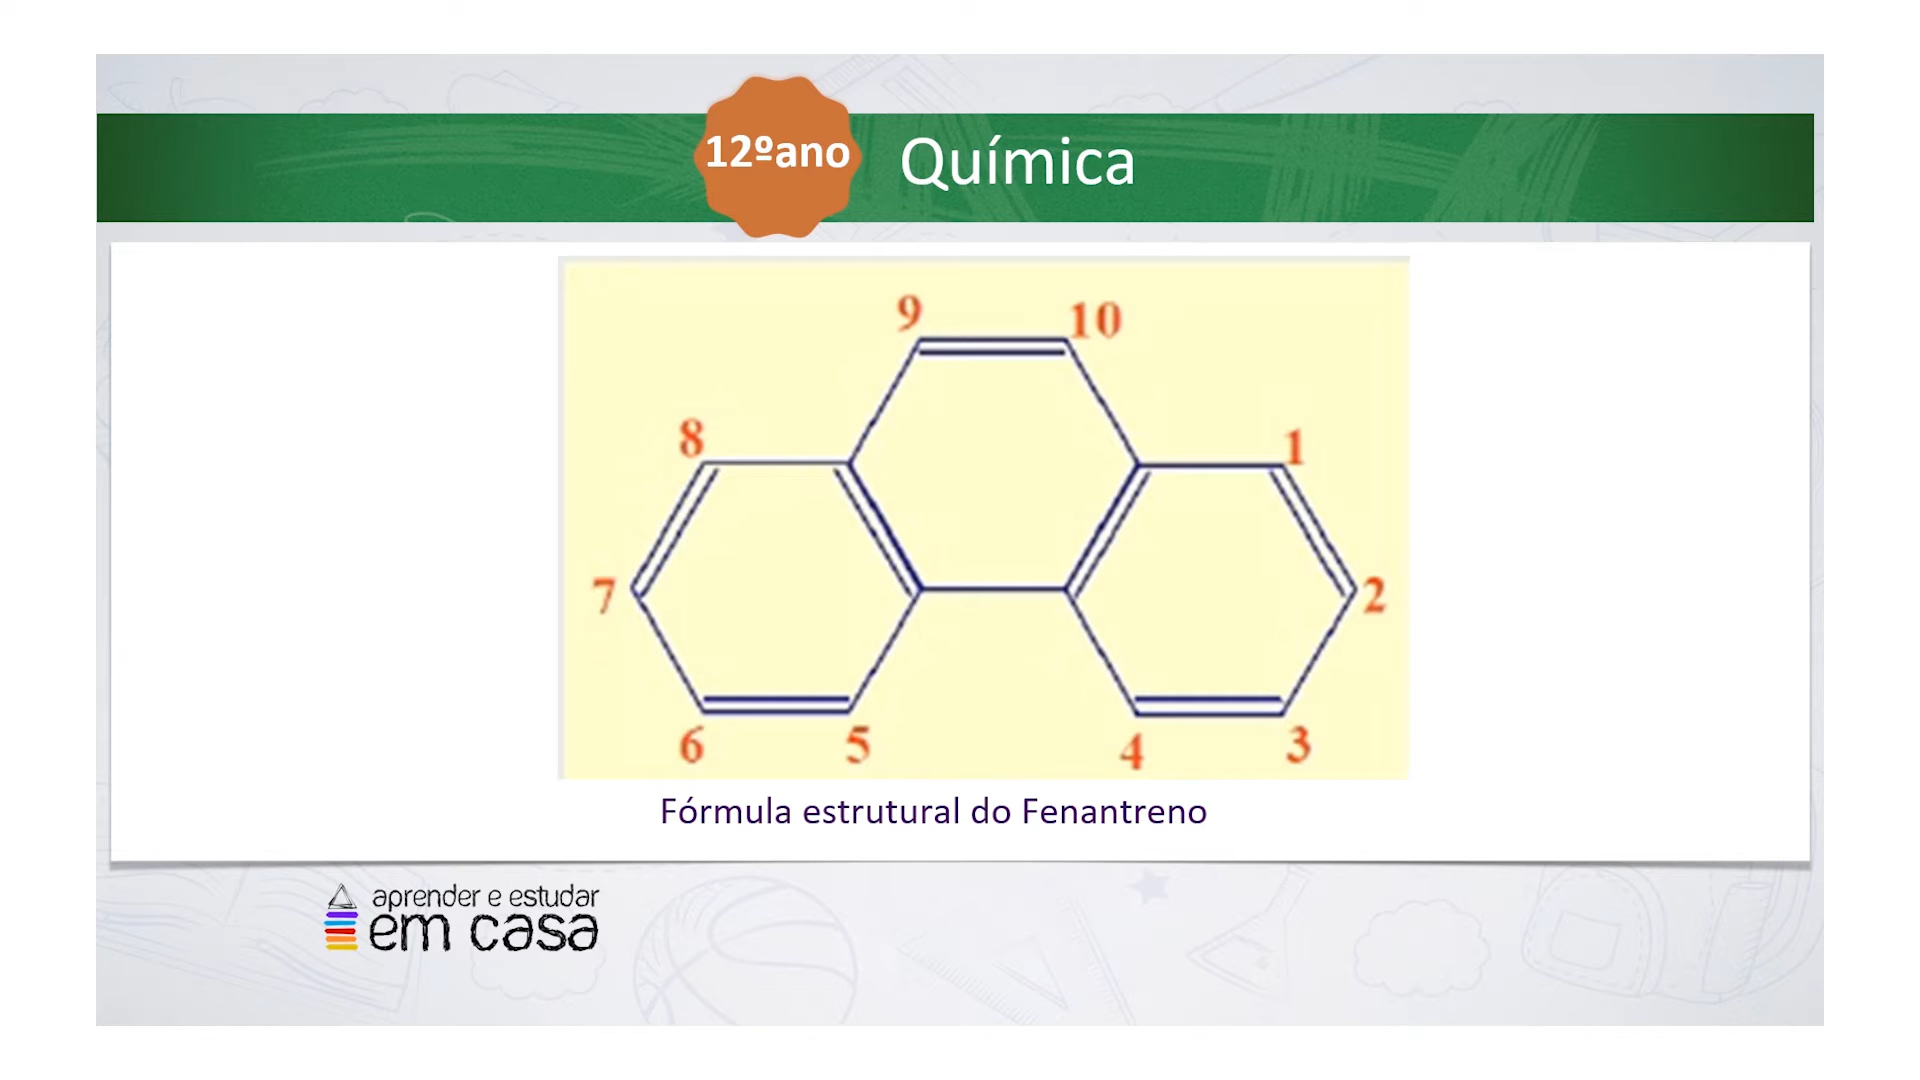 12ºano
Química
9
10
8
1
7
2
6
5
4
3
Fórmula estrutural do Fenantreno
aprender e estudar
em casa